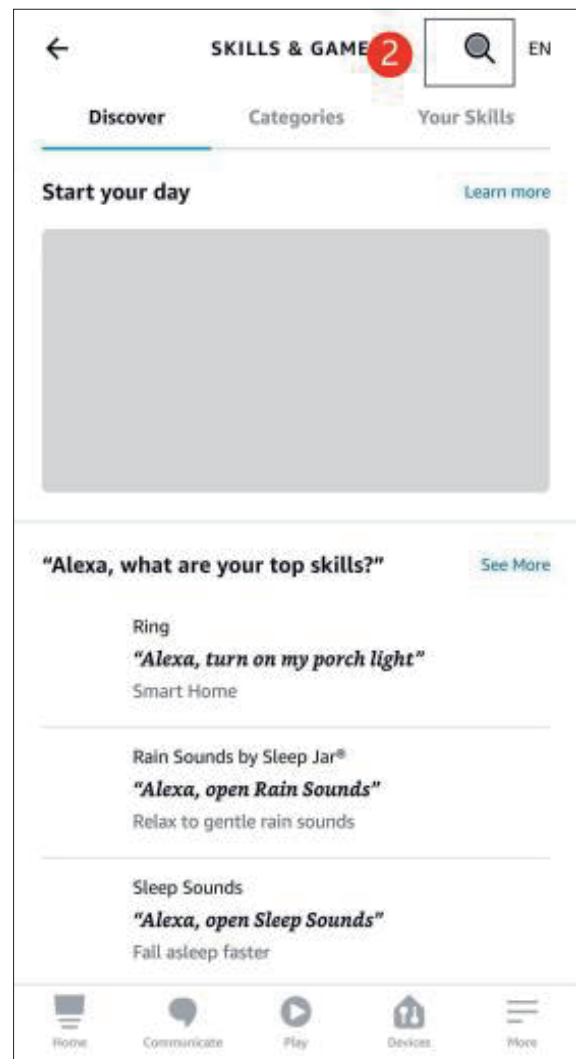 SKILLS & GAME
2
EN
Discover Categories Your Skills
Start your day Learn more
“Alexa, what are your top skills?” See More
Ring
“Alexa, turn on my porch light”
Smart Home
Rain Sounds by Sleep Jar®
“Alexa, open Rain Sounds”
Relax to gentle rain sounds
Sleep Sounds
“Alexa, open Sleep Sounds”
Fall asleep faster
Home Communicate Play Devices More